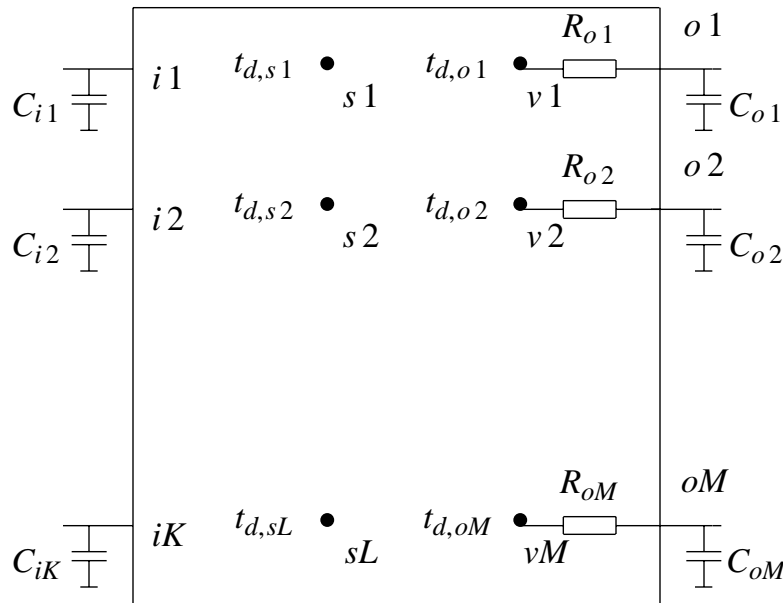 R_{o1} o1
i1 t_{d,s1} t_{d,o1}
C_{i1} s1 v1 C_{o1}
R_{o2} o2
i2 t_{d,s2} t_{d,o2}
C_{i2} s2 v2 C_{o2}
R_{oM} oM
iK t_{d,sL} t_{d,oM}
C_{iK} sL vM C_{oM}